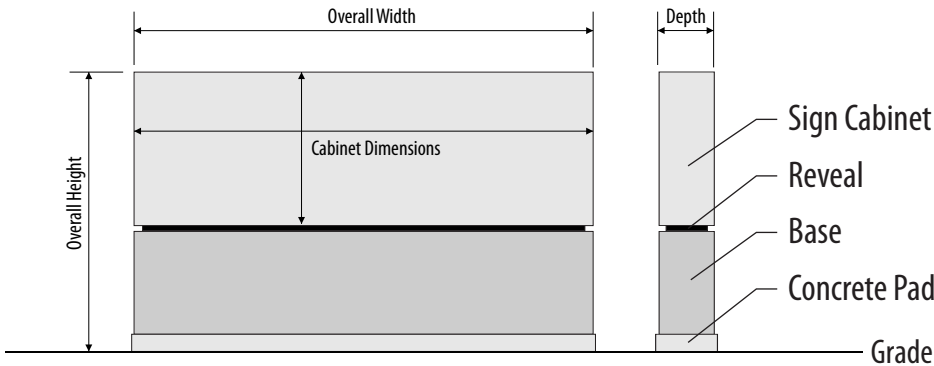 Overall Width
Depth
Overall Height
Cabinet Dimensions
Sign Cabinet
Reveal
Base
Concrete Pad
Grade